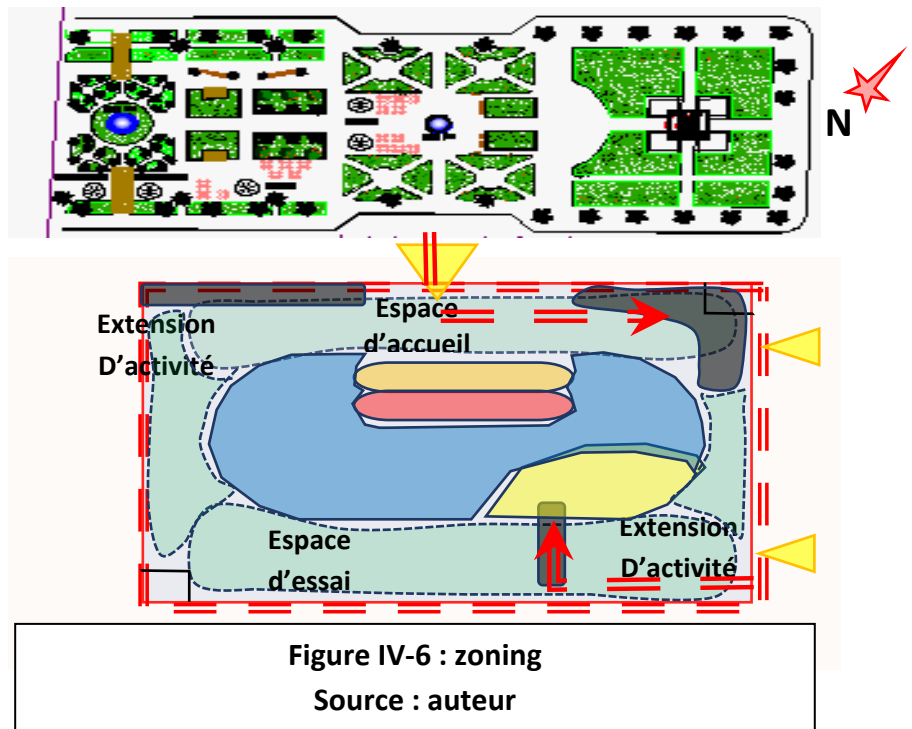 N
Espace
d'accueil
Extension
D'activité
Espace
d'essai
Extension
D'activité
Figure IV-6 : zoning
Source : auteur